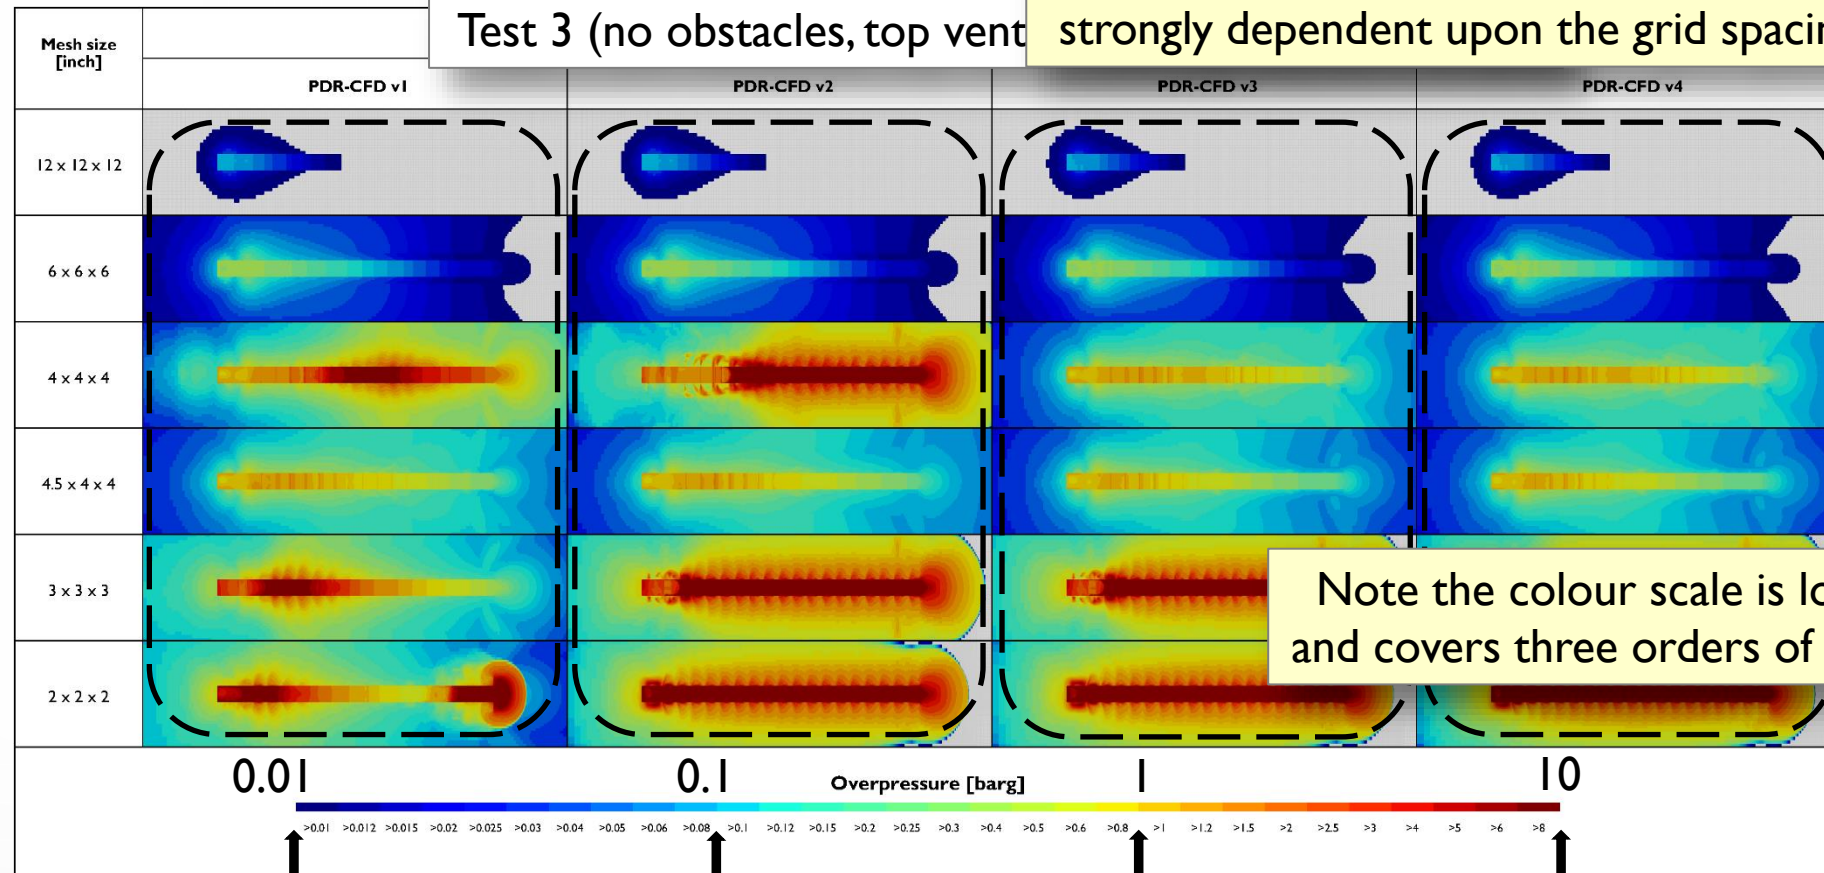 Test 3 (no obstacles, top vent
strongly dependent upon the grid
Mesh size
[inch]
PDR-CFD v1 PDR-CFD v2 PDR-CFD v3 PDR-CFD v4
12 x 12 x 12
6 x 6 x 6
4 x 4 x 4
4.5 x 4 x 4
3 x 3 x 3
2 x 2 x 2
Note the colour scale is
and covers three orders of
0.01 0.1 1 10
Overpressure [barg]
>0.01 >0.012 >0.015 >0.02 >0.025 >0.03 >0.04 >0.05 >0.06 >0.08 >0.1 >0.12 >0.15 >0.2 >0.25 >0.3 >0.4 >0.5 >0.6 >0.8 >1 >1.2 >1.5 >2 >2.5 >3 >4 >5 >6 >8